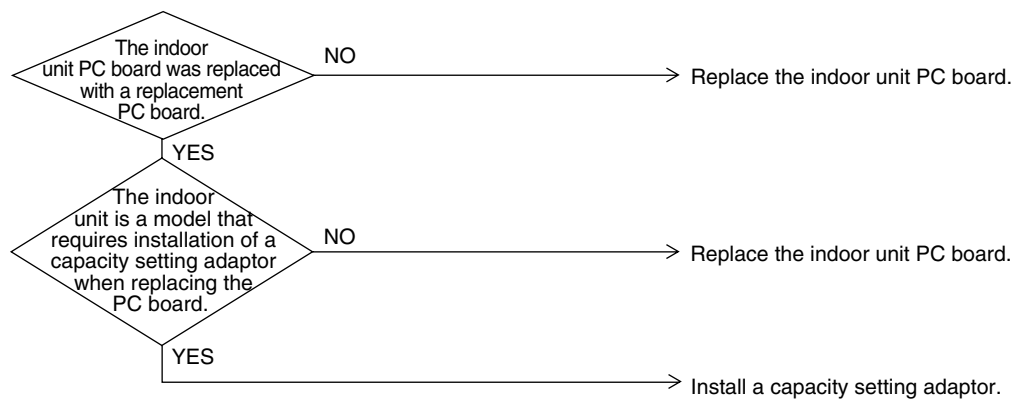 The indoor
unit PC board was replaced
with a replacement
PC board.
NO
Replace the indoor unit PC board.
YES
The indoor
unit is a model that
requires installation of a
capacity setting adaptor
when replacing the
PC board.
NO
Replace the indoor unit PC board.
YES
Install a capacity setting adaptor.